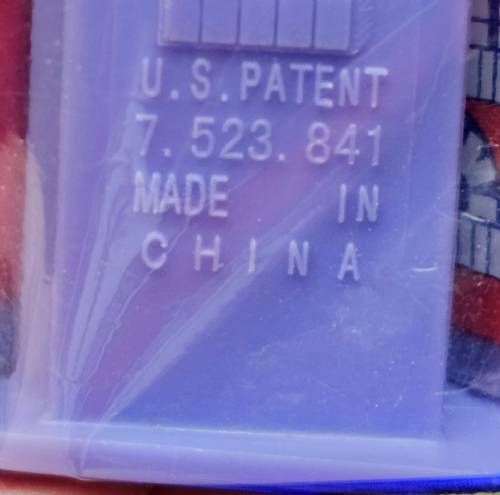 U.S.PATENT
7.523.841
MADE IN
CHINA